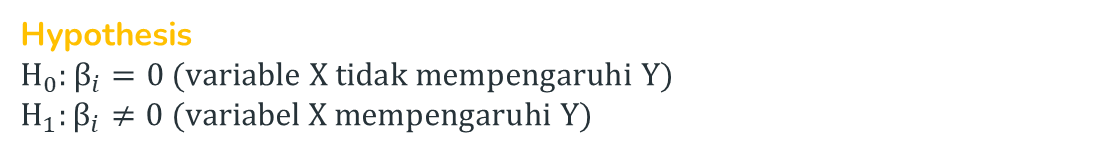 Hypothesis
H₀: βᵢ = 0 (variable X tidak mempengaruhi Y)
H₁: βᵢ ≠ 0 (variabel X mempengaruhi Y)